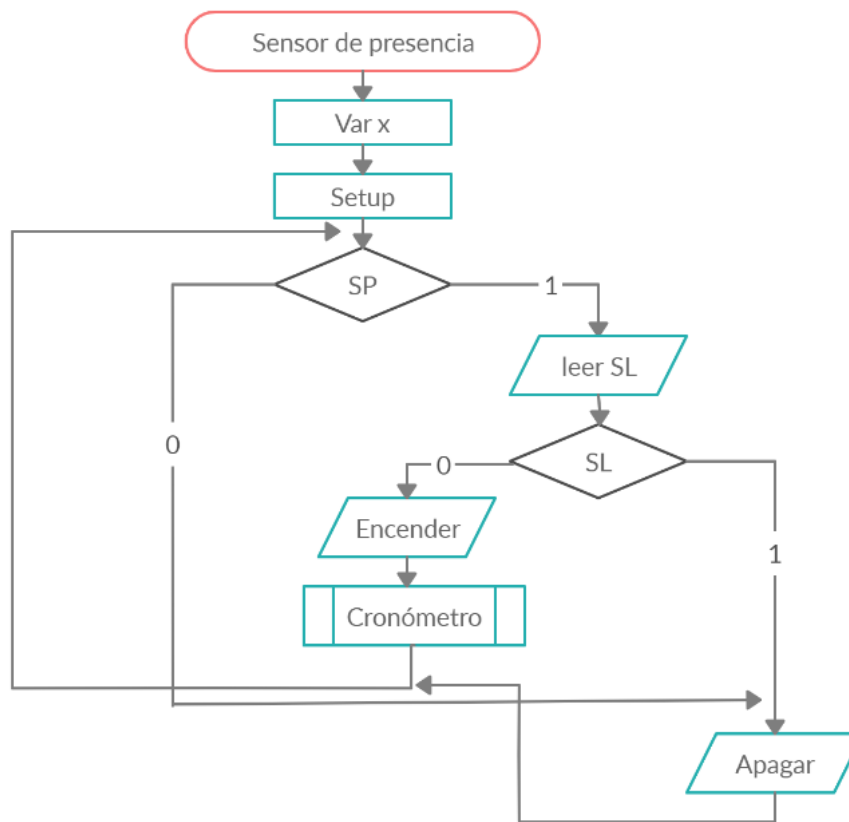 Sensor de presencia
Var x
Setup
SP
1
leer SL
0
SL
0
Encender
1
Cronómetro
Apagar